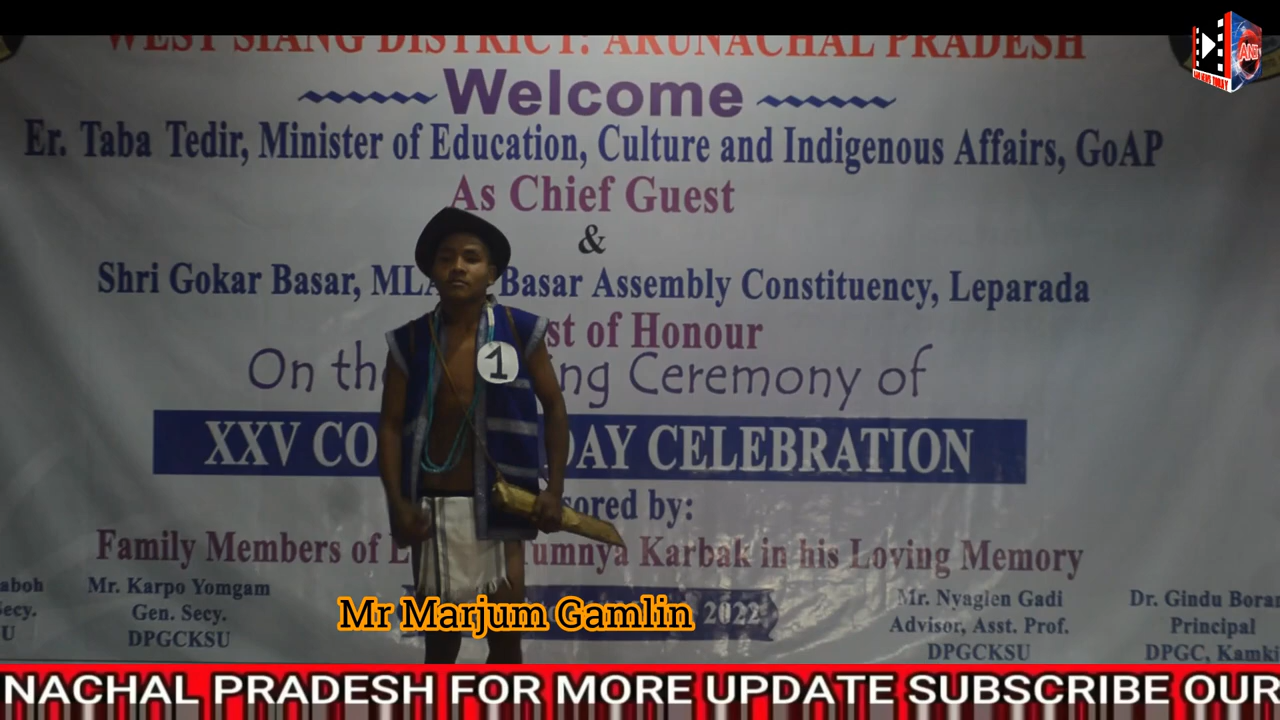 WEST SIANG DISTRICT: ARUNACHAL PRADESH
ANT
Welcome
Er. Taba Tedir, Minister of Education, Culture and Indigenous Affairs, GoAP
As Chief Guest
&
Shri Gokar Basar, MLA Basar Assembly Constituency, Leparada
st of Honour
On th ng Ceremony of
1
XXV CO DAY CELEBRATION
sored by:
Family Members of umnya Karbak in his Loving Memory
aboh
Secy.
U
Mr. Karpo Yomgam
Gen. Secy.
DPGCKSU
2022
Mr Marjum Gamlin
Mr. Nyagien Gadi
Advisor, Asst. Prof.
DPGCKSU
Dr. Gindu Boran
Principal
DPGC, Kamki
NACHAL PRADESH FOR MORE UPDATE SUBSCRIBE OUR